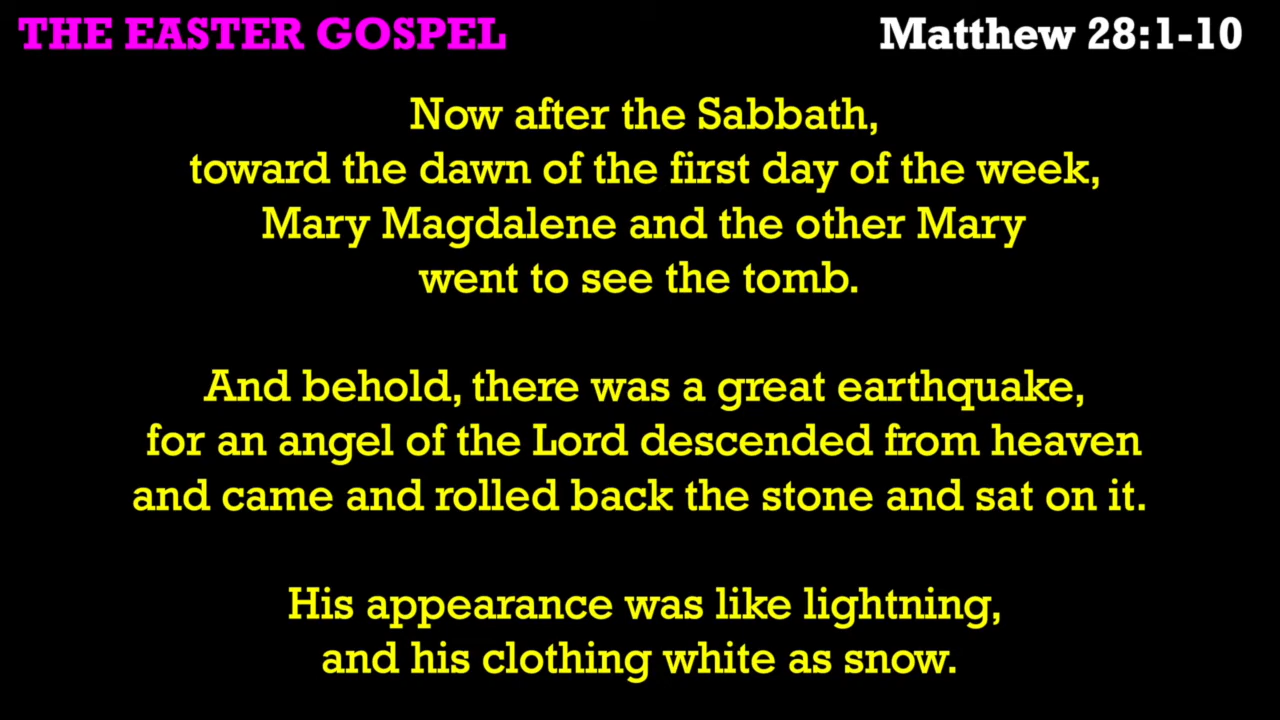 THE EASTER GOSPEL
Matthew 28:1-10
Now after the Sabbath,
toward the dawn of the first day of the week,
Mary Magdalene and the other Mary
went to see the tomb.
And behold, there was a great earthquake,
for an angel of the Lord descended from heaven
and came and rolled back the stone and sat on it.
His appearance was like lightning,
and his clothing white as snow.